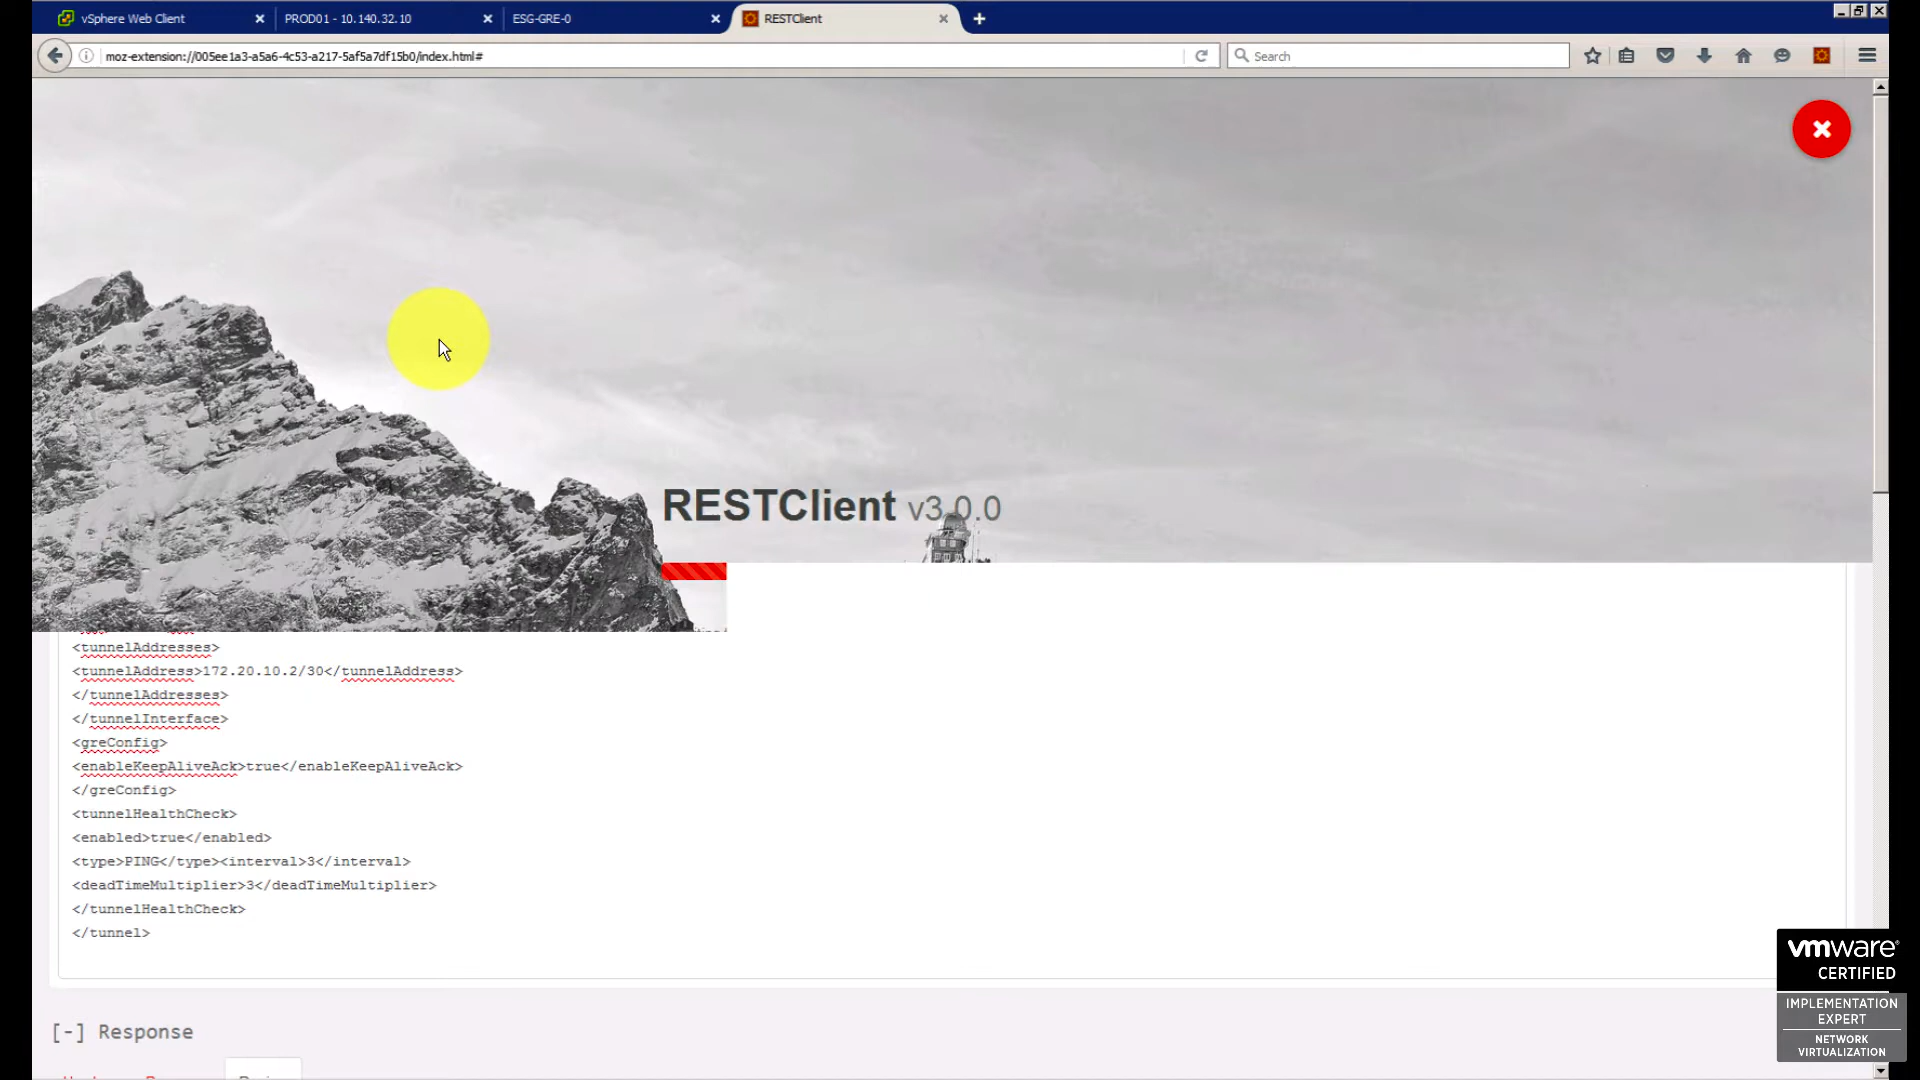 vSphere Web Client
PROD01 - 10.140.32.10
ESG-GRE-0
RESTClient
moz-extension://005ee1a3-a5a6-4c53-a217-5af5a7df15b0/index.html#
Search
RESTClient v3.0.0
<tunnelAddresses>
<tunnelAddress>172.20.10.2/30</tunnelAddress>
</tunnelAddresses>
</tunnelInterface>
<greConfig>
<enableKeepAliveAck>true</enableKeepAliveAck>
</greConfig>
<tunnelHealthCheck>
<enabled>true</enabled>
<type>PING</type><interval>3</interval>
<deadTimeMultiplier>3</deadTimeMultiplier>
</tunnelHealthCheck>
</tunnel>
[-] Response
vmware®
CERTIFIED
IMPLEMENTATION
EXPERT
NETWORK
VIRTUALIZATION